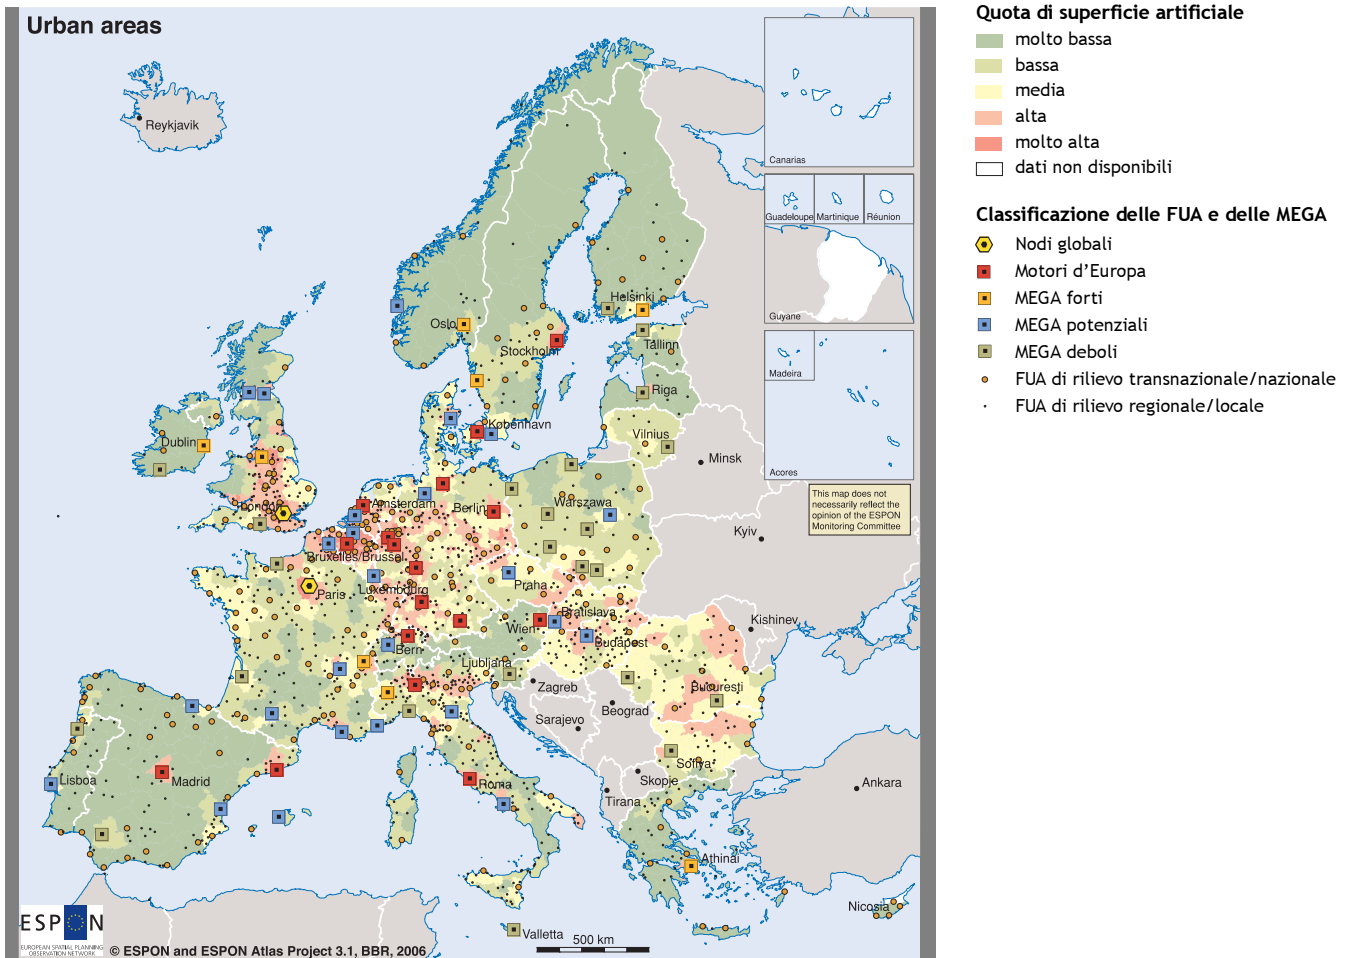 Urban areas
Reykjavik
Canarias
Guadeloupe
Martinique
Réunion
Guyane
Madeira
Acores
Helsinki
Oslo
Stockholm
Tallinn
Riga
København
Vilnius
Dublin
Minsk
London
Amsterdam
Berlin
Warszawa
This map does not
necessarily reflect the
opinion of the ESPON
Monitoring Committee
Kyiv
Bruxelles/Brussel
Praha
Paris
Luxembourg
Bratislava
Wien
Kishinev
Budapest
Bern
Ljubljana
Zagreb
Bucuresti
Beograd
Sarajevo
Sofiya
Skopje
Lisboa
Madrid
Roma
Ankara
Tirana
Athinai
Nicosia
Valletta
500 km
ESPON
EUROPEAN SPATIAL PLANNING
OBSERVATION NETWORK
© ESPON and ESPON Atlas Project 3.1, BBR, 2006
Quota di superficie artificiale
molto bassa
bassa
media
alta
molto alta
dati non disponibili
Classificazione delle FUA e delle MEGA
Nodi globali
Motori d'Europa
MEGA forti
MEGA potenziali
MEGA deboli
FUA di rilievo transnazionale/nazionale
FUA di rilievo regionale/locale